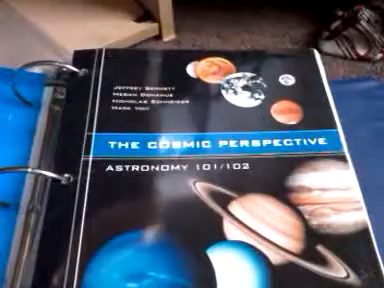 JEFFREY BENNETT
MEGAN DONAHUE
NICHOLAS SCHNEIDER
MARK VOIT
THE COSMIC PERSPECTIVE
ASTRONOMY 101/102